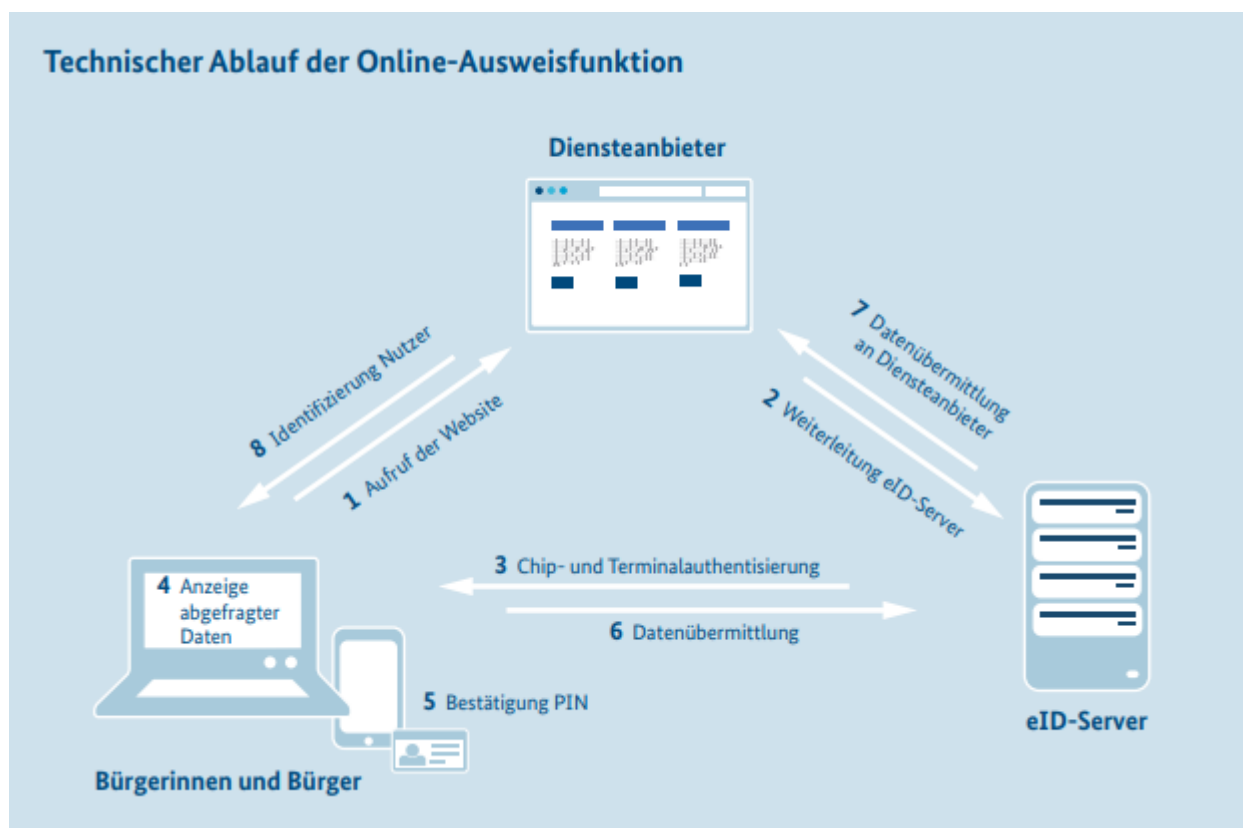 Technischer Ablauf der Online-Ausweisfunktion
Diensteanbieter
8 Identifizierung Nutzer
1 Aufruf der Website
7 Datenübermittlung
an Diensteanbieter
2 Weiterleitung eID-Server
3 Chip- und Terminalauthentisierung
4 Anzeige
abgefragter
Daten
6 Datenübermittlung
5 Bestätigung PIN
eID-Server
Bürgerinnen und Bürger